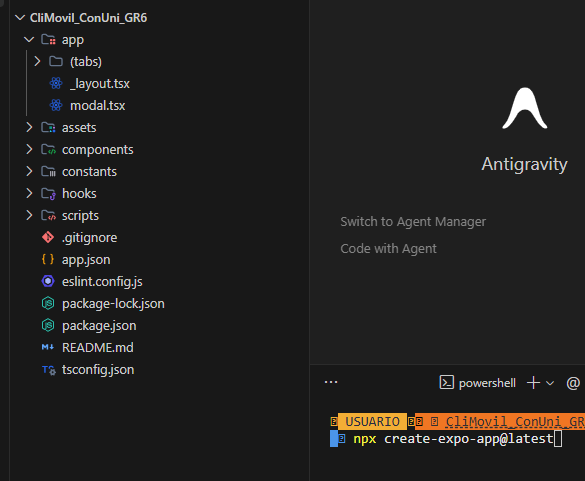 CliMovil_ConUni_GR6
app
(tabs)
_layout.tsx
modal.tsx
assets
components
constants
hooks
scripts
.gitignore
{ } app.json
eslint.config.js
package-lock.json
package.json
README.md
tsconfig.json
Antigravity
Switch to Agent Manager
Code with Agent
... powershell @
USUARIO CliMovil_ConUni_GR
npx create-expo-app@latest